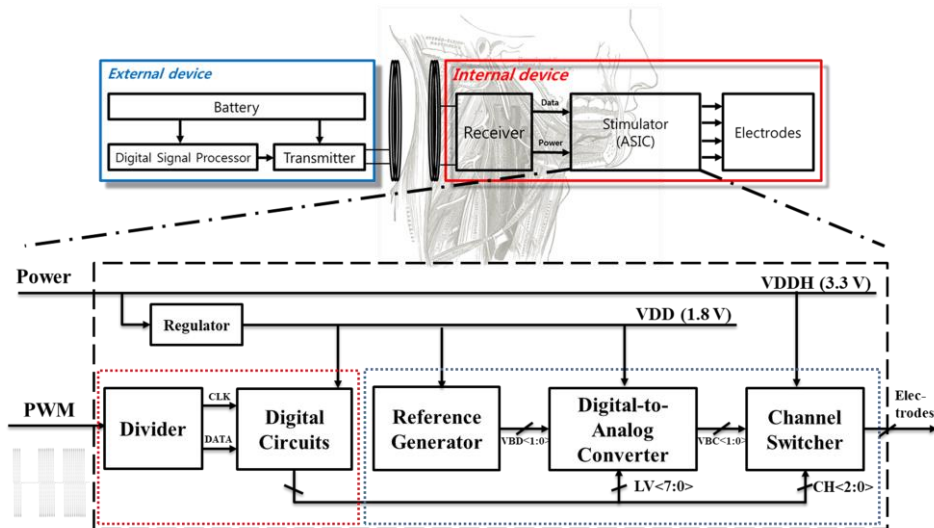 External device
Battery
Digital Signal Processor
Transmitter
Internal device
Receiver
Data
Power
Stimulator
(ASIC)
Electrodes
Power
VDDH (3.3 V)
Regulator
VDD (1.8 V)
PWM
Divider
CLK
DATA
Digital
Circuits
Reference
Generator
VBD<1:0>
Digital-to-
Analog
Converter
VBC<1:0>
Channel
Switcher
Elec-
trodes
LV<7:0>
CH<2:0>